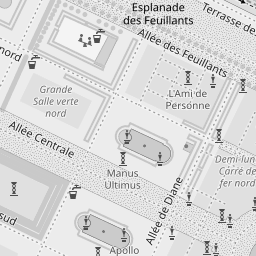 Esplanade
des Feuillants
Terrasse de
Allée des Feuillants
nord
L'Ami de
Personne
Grande
Salle verte
nord
Allée Centrale
Demi-lun
Carré de
fer nord
Manus
Ultimus
Allée de Diane
sud
Apollo